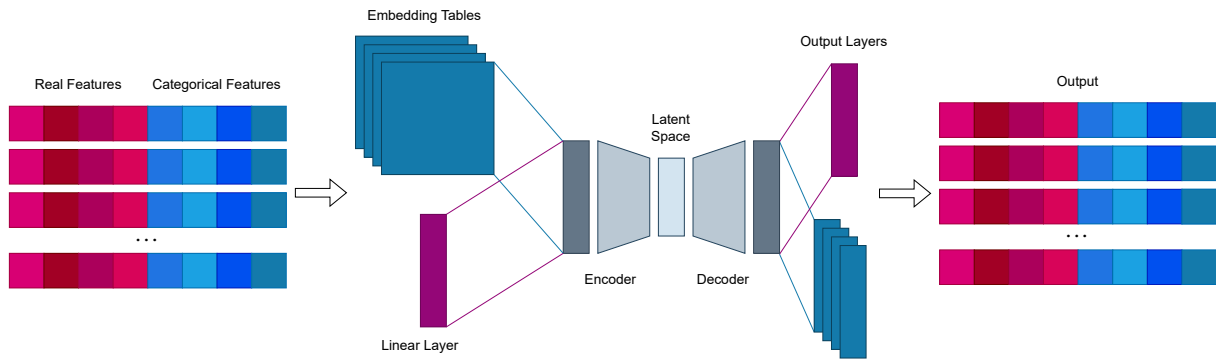 Real Features
Categorical Features
...
Embedding Tables
Linear Layer
Encoder
Latent
Space
Decoder
Output Layers
Output
...